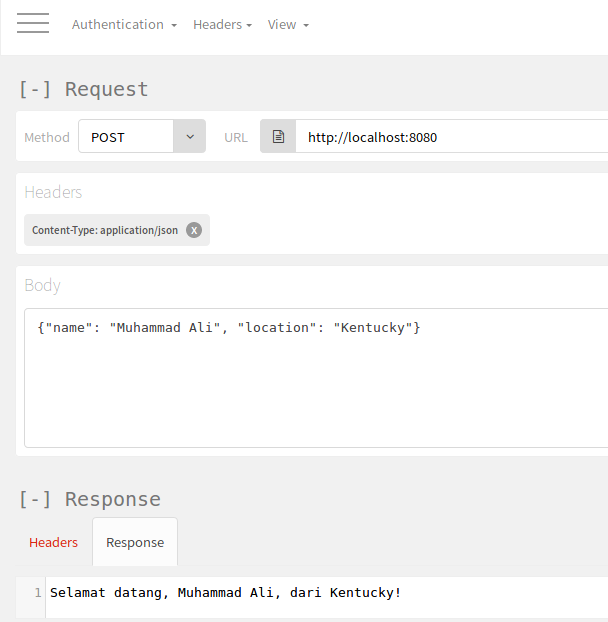 Authentication Headers View
[-] Request
Method POST URL http://localhost:8080
Headers
Content-Type: application/json x
Body
{"name": "Muhammad Ali", "location": "Kentucky"}
[-] Response
Headers Response
1 Selamat datang, Muhammad Ali, dari Kentucky!